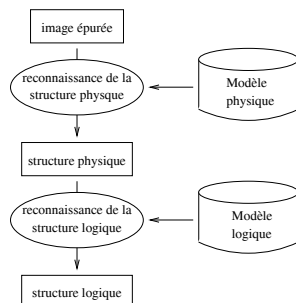 image épurée
reconnaissance de la
structure physque
Modèle
physique
structure physique
reconnaissance de la
structure logique
Modèle
logique
structure logique